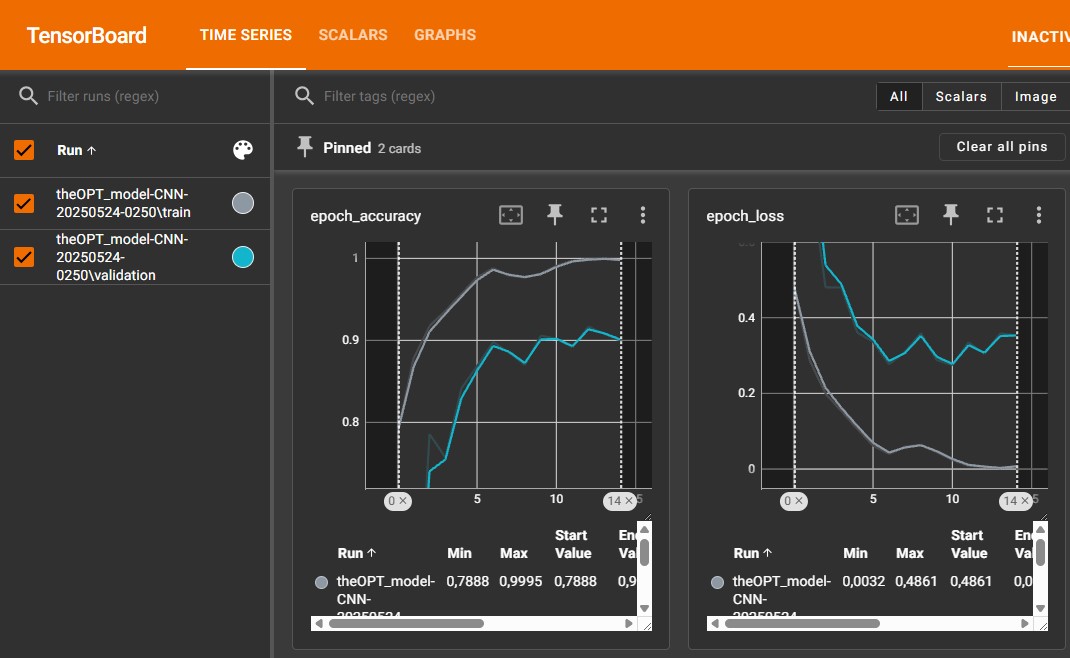 TensorBoard
TIME SERIES
SCALARS
GRAPHS
INACTIV
Filter runs (regex)
Filter tags (regex)
All
Scalars
Image
Run
Pinned 2 cards
Clear all pins
theOPT_model-CNN-
20250524-0250\train
theOPT_model-CNN-
20250524-
0250\validation
epoch_accuracy
1
0.9
0.8
0 ×
5
10
14 ×
5
Run
Min
Max
Start
Value
En
Va
theOPT_model-
CNN-
20250524
0,7888
0,9995
0,7888
0,9
epoch_loss
0.4
0.2
0
0 ×
5
10
14 ×
5
Run
Min
Max
Start
Value
En
Va
theOPT_model-
CNN-
20250524
0,0032
0,4861
0,4861
0,0